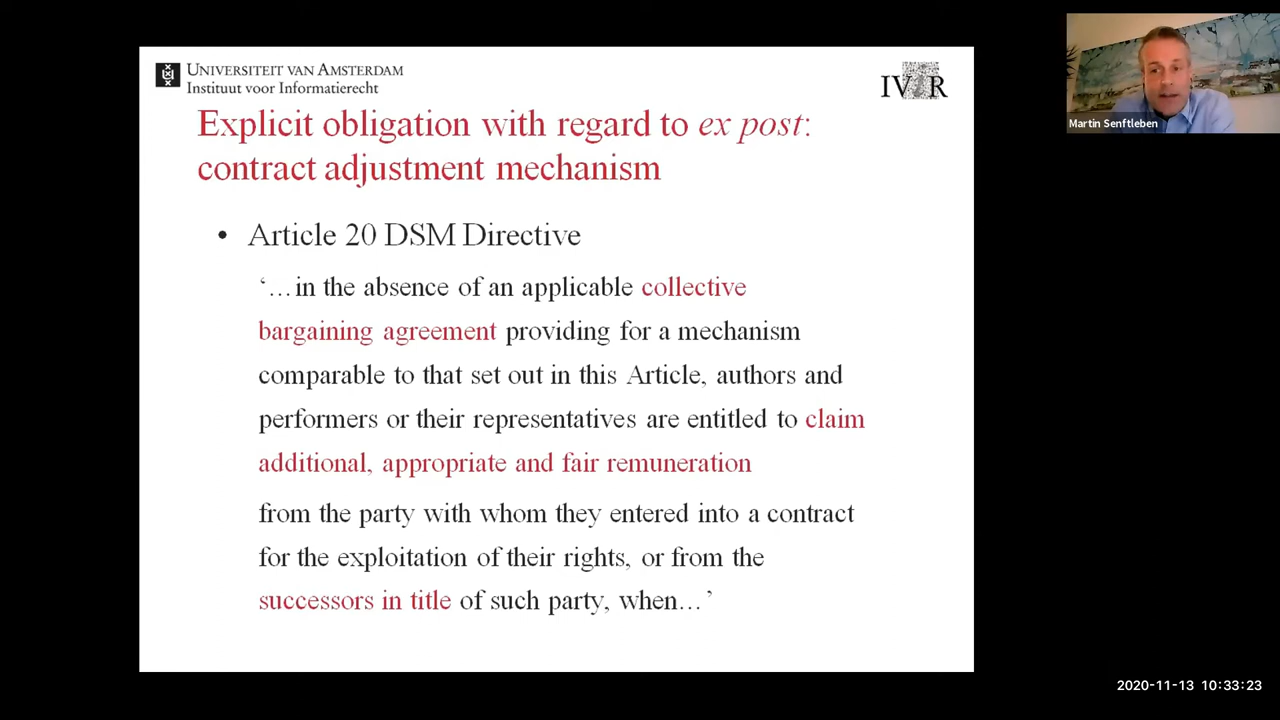 UNIVERSITEIT VAN AMSTERDAM
Instituut voor Informatierecht
IViR
Explicit obligation with regard to ex post:
contract adjustment mechanism
• Article 20 DSM Directive
‘…in the absence of an applicable collective
bargaining agreement providing for a mechanism
comparable to that set out in this Article, authors and
performers or their representatives are entitled to claim
additional, appropriate and fair remuneration
from the party with whom they entered into a contract
for the exploitation of their rights, or from the
successors in title of such party, when…’
Martin Senftleben
2020-11-13 10:33:23